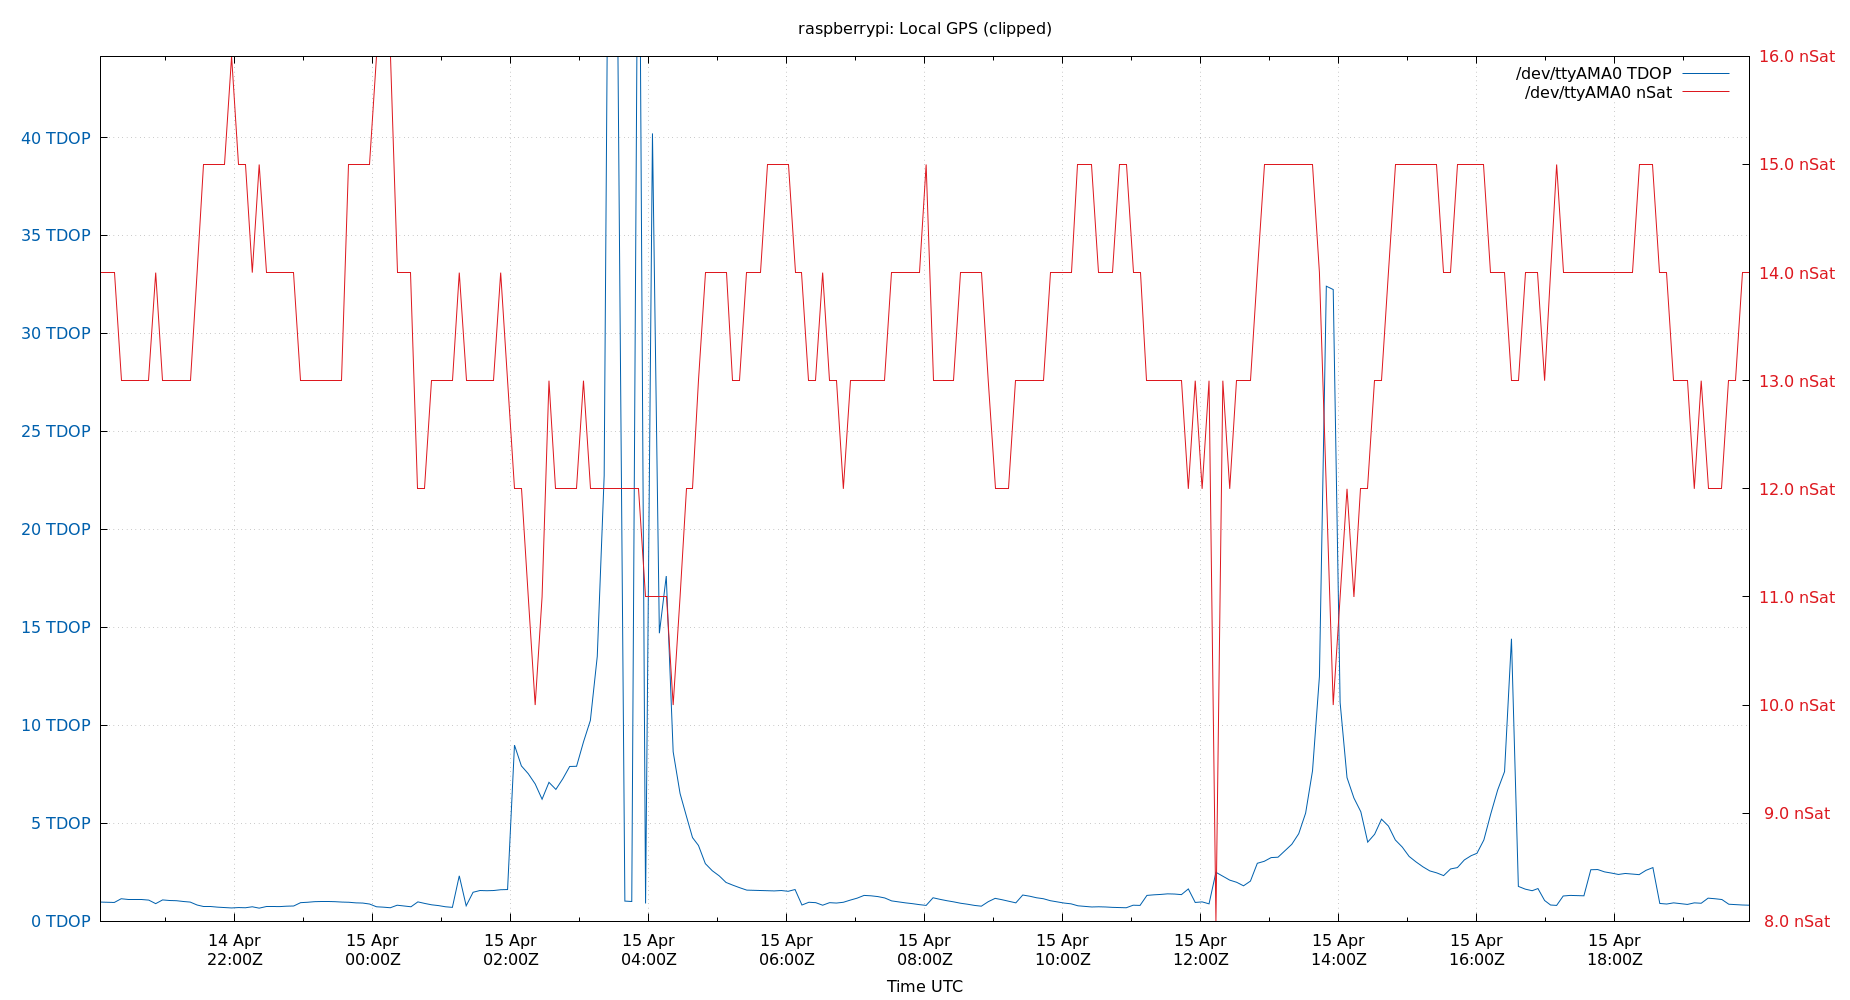 raspberrypi: Local GPS (clipped)
/dev/ttyAMA0 TDOP
/dev/ttyAMA0 nSat
40 TDOP
35 TDOP
30 TDOP
25 TDOP
20 TDOP
15 TDOP
10 TDOP
5 TDOP
0 TDOP
16.0 nSat
15.0 nSat
14.0 nSat
13.0 nSat
12.0 nSat
11.0 nSat
10.0 nSat
9.0 nSat
8.0 nSat
14 Apr
22:00Z
15 Apr
00:00Z
15 Apr
02:00Z
15 Apr
04:00Z
15 Apr
06:00Z
15 Apr
08:00Z
15 Apr
10:00Z
15 Apr
12:00Z
15 Apr
14:00Z
15 Apr
16:00Z
15 Apr
18:00Z
Time UTC